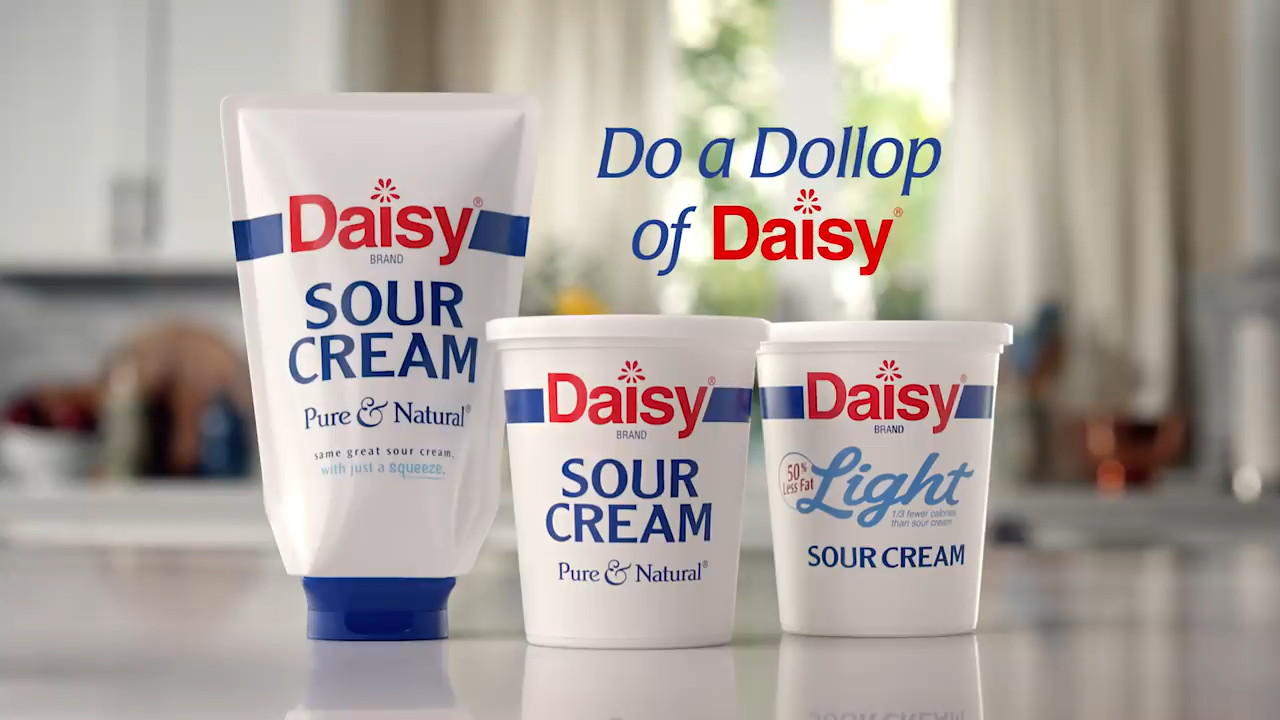 Do a Dollop
of Daisy®
Daisy®
BRAND
SOUR
CREAM
Pure & Natural®
same great sour cream,
with just a squeeze.
Daisy®
BRAND
SOUR
CREAM
Pure & Natural®
Daisy®
BRAND
50%
Less Fat
Light
1/3 fewer calories
than sour cream
SOUR CREAM